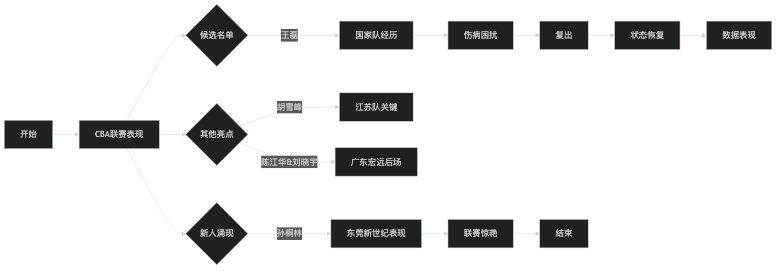 候选名单
王磊
国家队经历
伤病困扰
复出
状态恢复
数据表现
开始
CBA联赛表现
其他亮点
胡雪峰
江苏队关键
陈江华&刘晓宇
广东宏远后场
新人涌现
孙桐林
东莞新世纪表现
联赛惊艳
结束